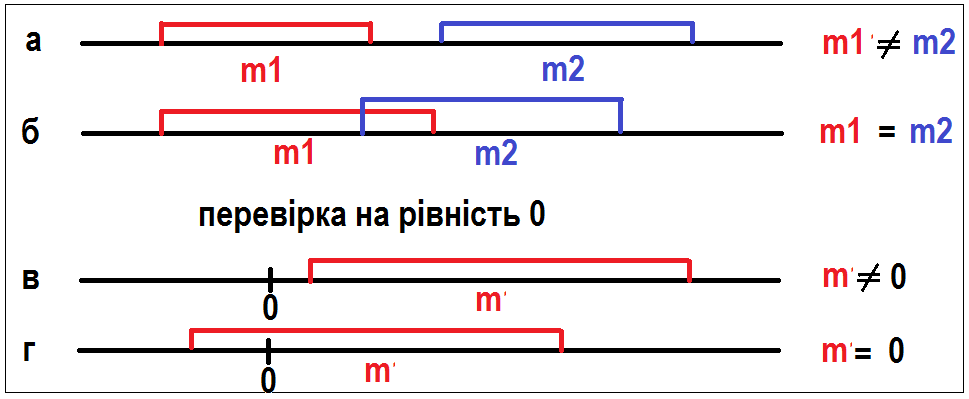 а m1 m2 m1' ≠ m2
б m1 m2 m1 = m2
перевірка на рівність 0
в 0 m' m' ≠ 0
г 0 m' m' = 0